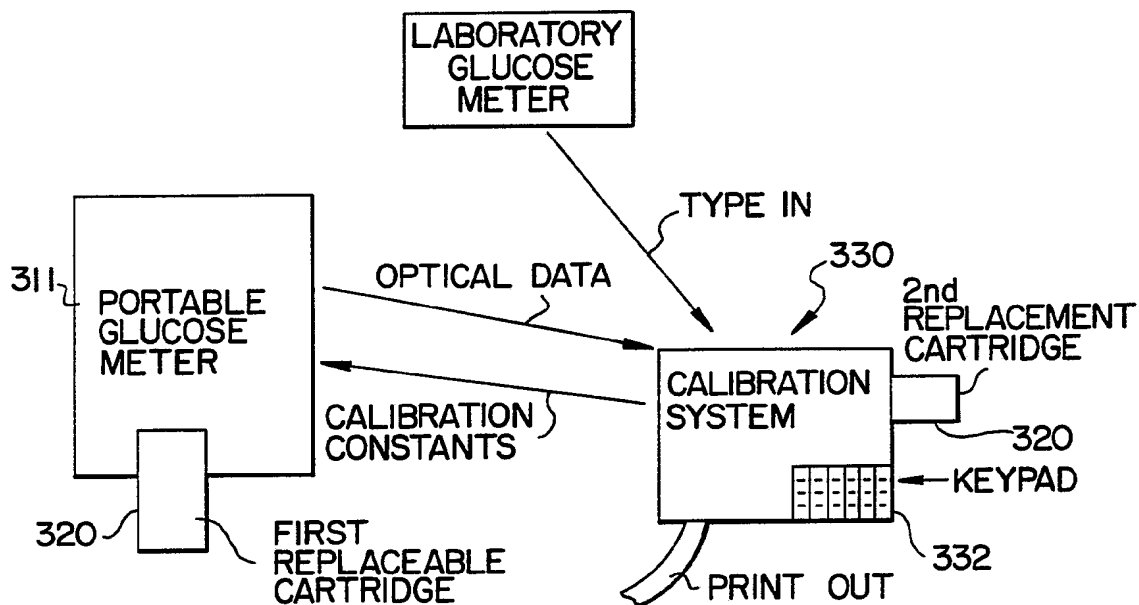 LABORATORY
GLUCOSE
METER
TYPE IN
330
OPTICAL DATA
311
PORTABLE
GLUCOSE
METER
2nd
REPLACEMENT
CARTRIDGE
CALIBRATION
SYSTEM
CALIBRATION
CONSTANTS
320
KEYPAD
320
FIRST
REPLACEABLE
CARTRIDGE
332
PRINT OUT